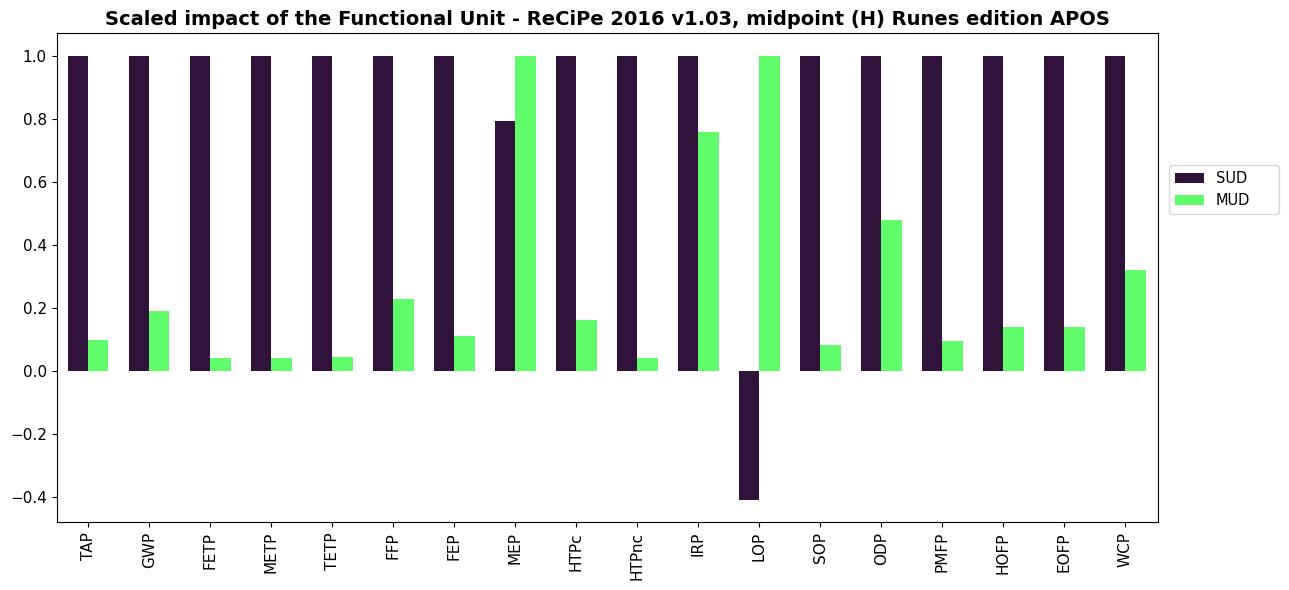 Scaled impact of the Functional Unit - ReCiPe 2016 v1.03, midpoint (H) Runes edition APOS
1.0
0.8
0.6
0.4
0.2
0.0
−0.2
−0.4
SUD
MUD
TAP
GWP
FETP
METP
TETP
FFP
FEP
MEP
HTPc
HTPnc
IRP
LOP
SOP
ODP
PMFP
HOFP
EOFP
WCP